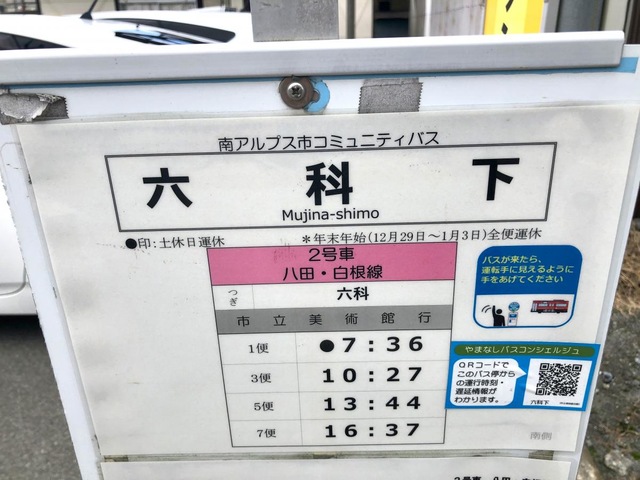 南アルプス市コミュニティバス
六科下
Mujina-shimo
●印:土休日運休 *年末年始(12月29日～1月3日)全便運休
2号車
八田・白根線
つぎ 六科
市立美術館行
1便 ●7:36
3便 10:27
5便 13:44
7便 16:37
バスが来たら、
運転手に見えるように
手をあげてください
やまなしバスコンシェルジュ
QRコードで
このバス停から
の運行時刻・
遅延情報が
わかります。
六科下
南側